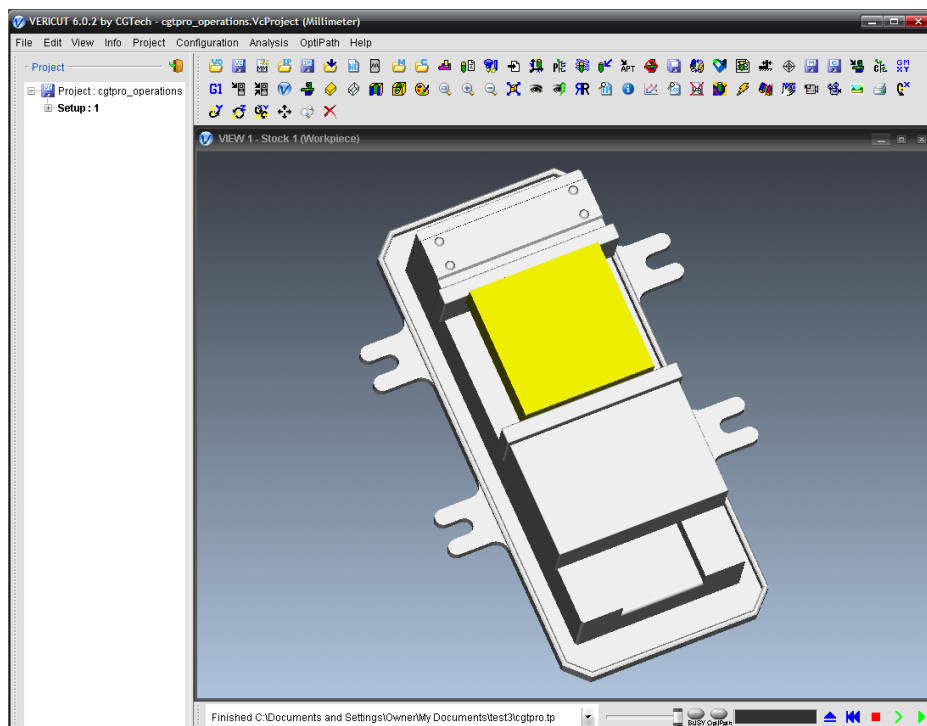 VERICUT 6.0.2 by CGTech - cgtpro_operations.VcProject (Millimeter)
File Edit View Info Project Configuration Analysis OptiPath Help
Project
Project : cgtpro_operations
Setup : 1
G1
VIEW 1 - Stock 1 (Workpiece)
Finished C:\Documents and Settings\Owner\My Documents\test3\cgtpro.tp
BUSY OptiPath